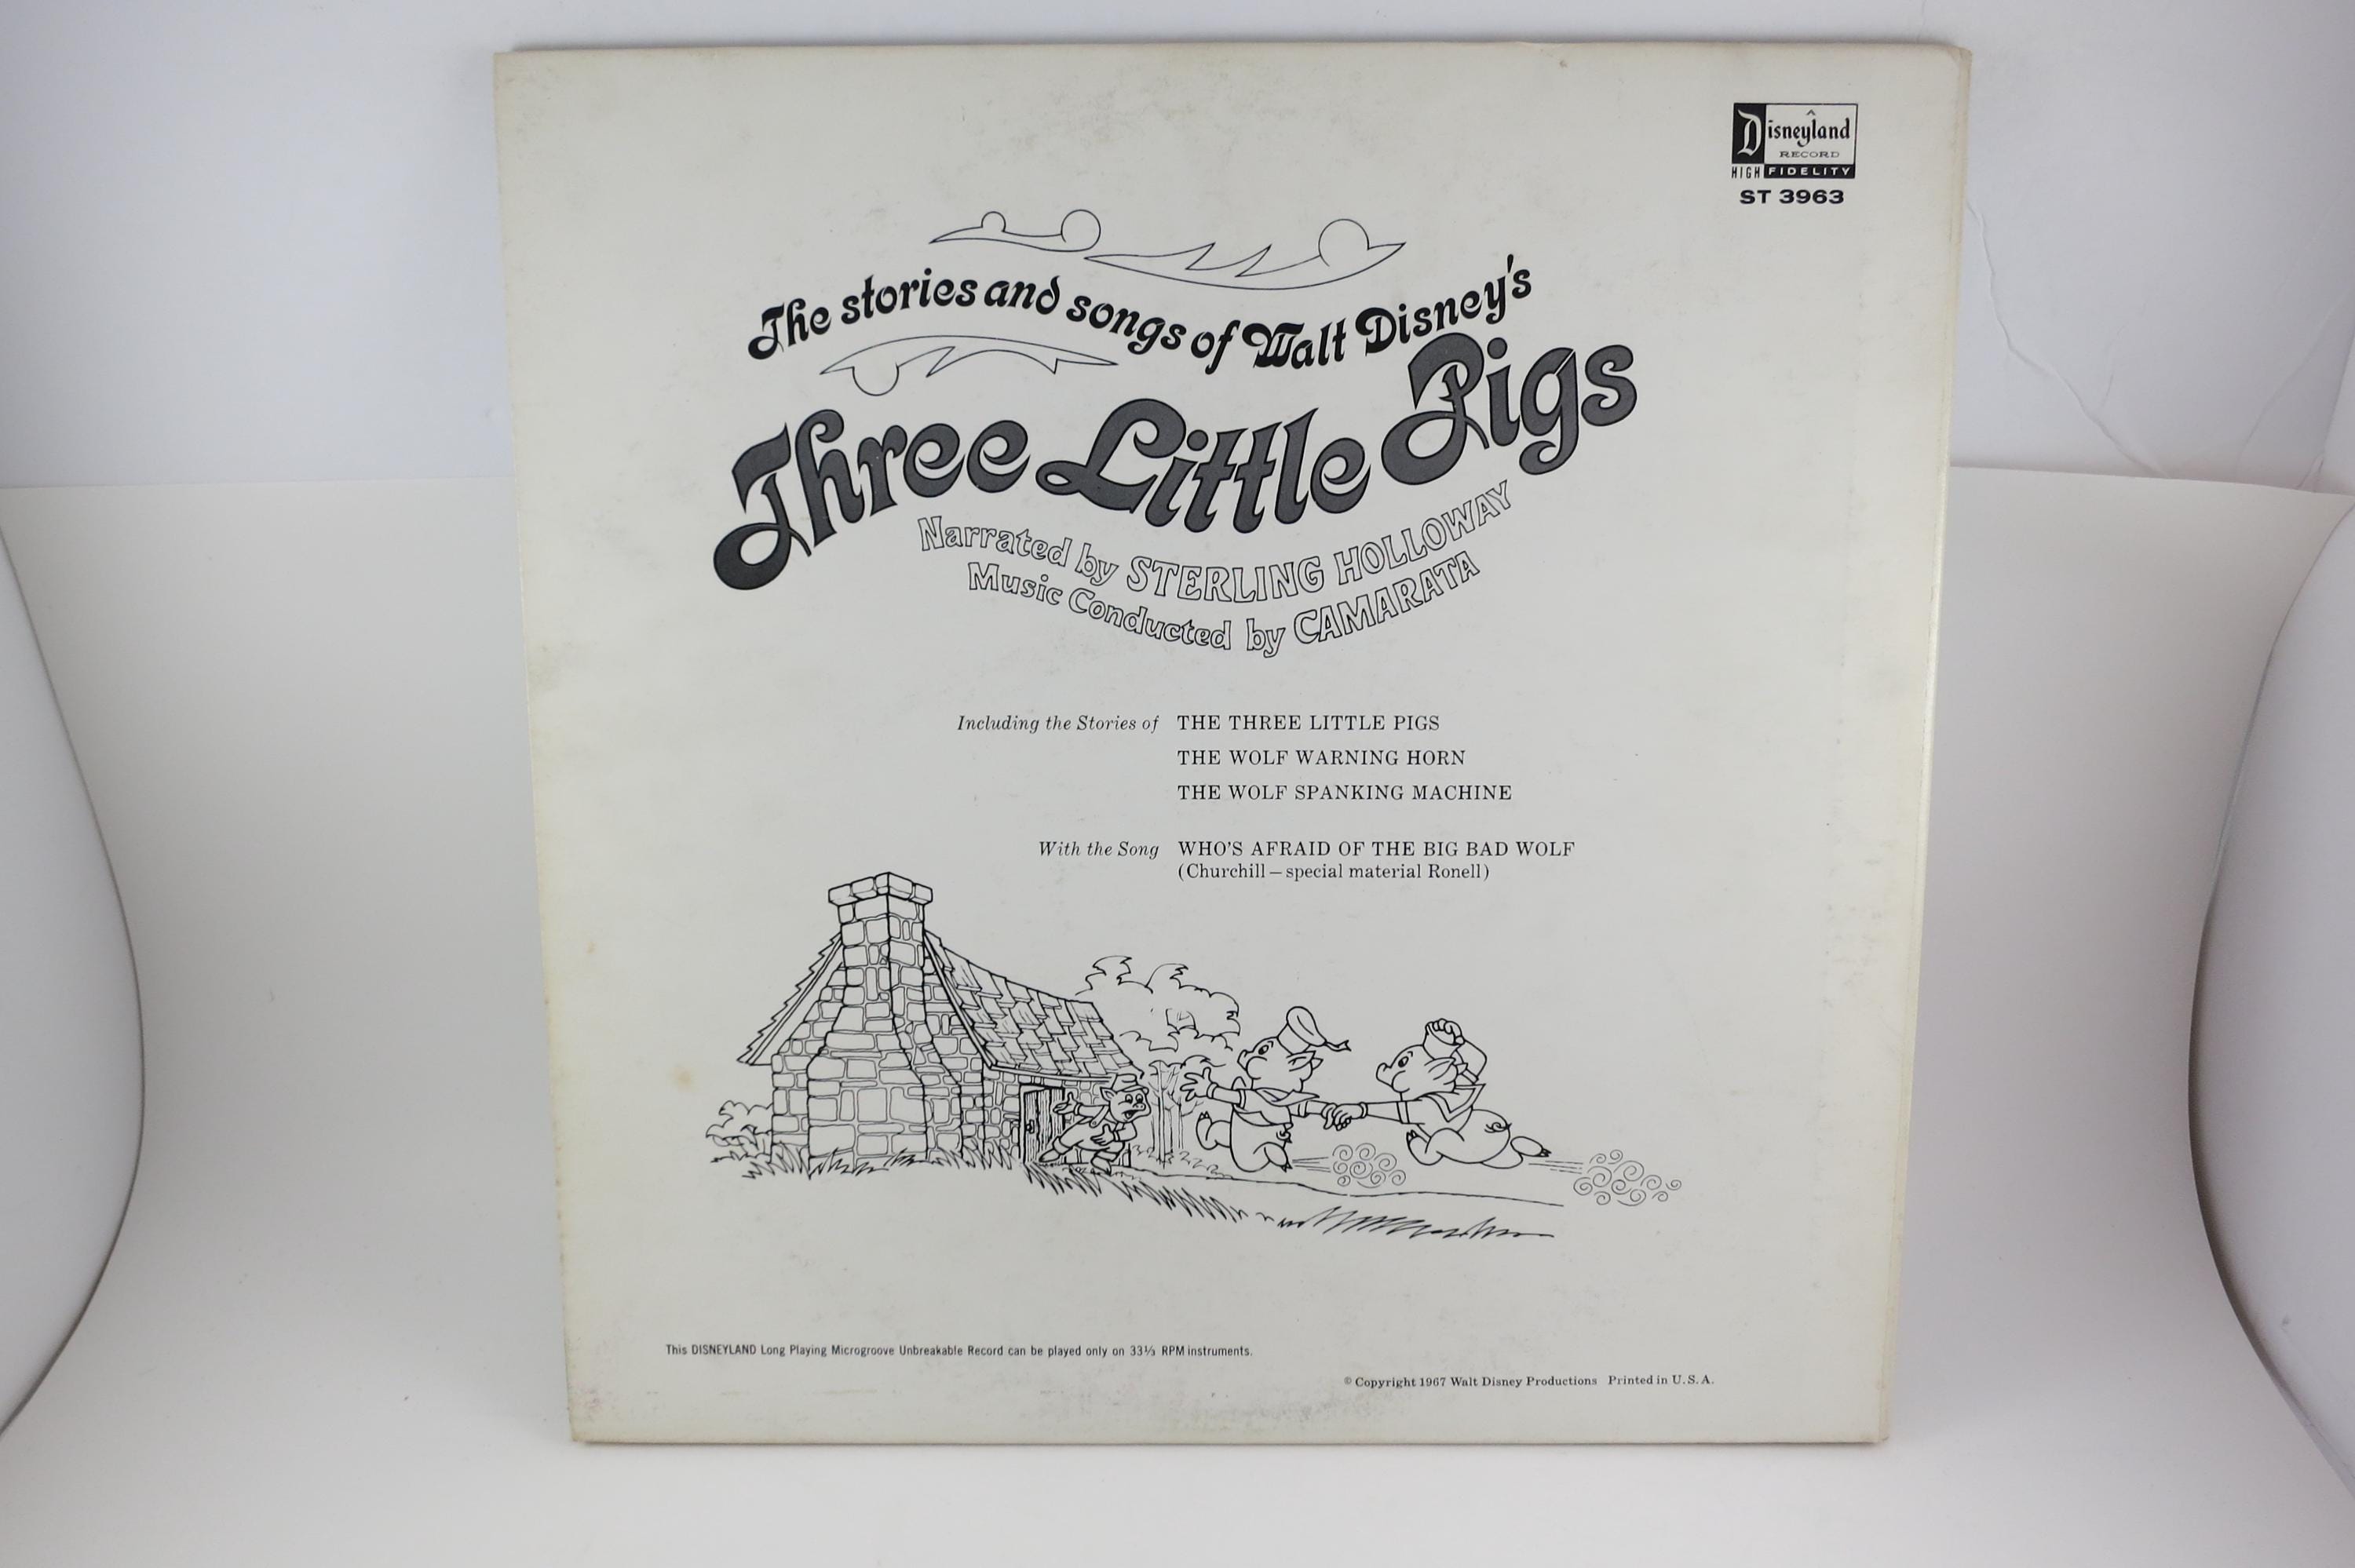 Disneyland
RECORD
HIGH FIDELITY
ST 3963
The stories and songs of Walt Disney's
Three Little Pigs
Narrated by STERLING HOLLOWAY
Music Conducted by CAMARATA
Including the Stories of THE THREE LITTLE PIGS
THE WOLF WARNING HORN
THE WOLF SPANKING MACHINE
With the Song WHO'S AFRAID OF THE BIG BAD WOLF
(Churchill – special material Ronell)
This DISNEYLAND Long Playing Microgroove Unbreakable Record can be played only on 33⅓ RPM instruments.
© Copyright 1967 Walt Disney Productions Printed in U. S. A.